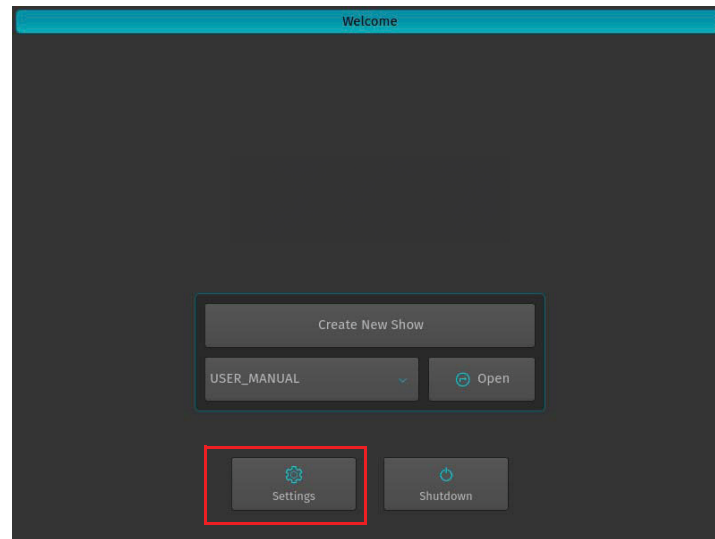 Welcome
Create New Show
USER_MANUAL
Open
Settings
Shutdown